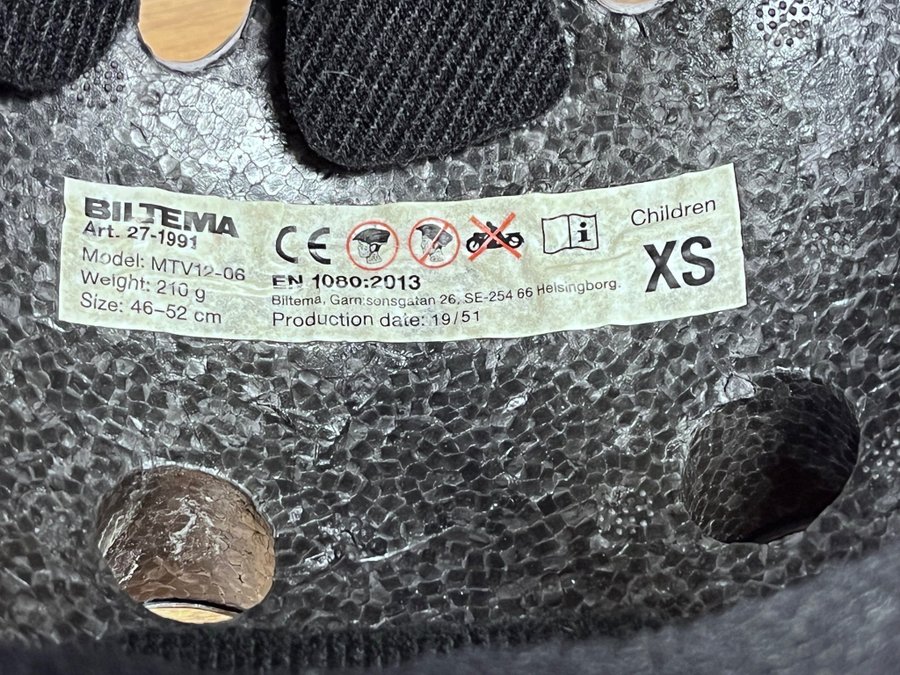 BILTEMA
Art. 27-1991
Model: MTV12-06
Weight: 210 g
Size: 46–52 cm
CE
i
EN 1080:2013
Biltema, Garnisonsgatan 26, SE-254 66 Helsingborg.
Production date: 19/51
Children
XS